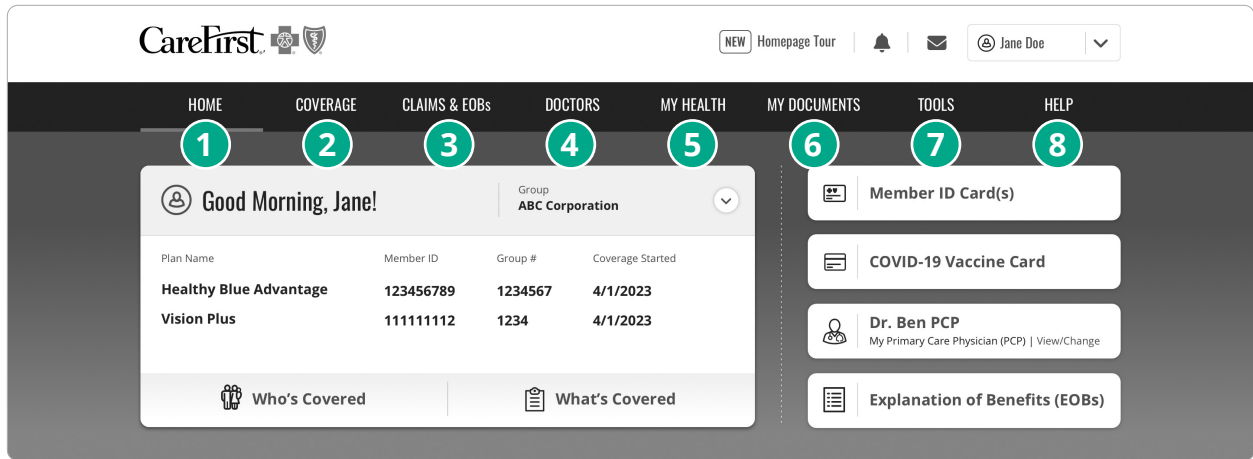 CareFirst
NEW Homepage Tour
Jane Doe
HOME COVERAGE CLAIMS & EOBs DOCTORS MY HEALTH MY DOCUMENTS TOOLS HELP
1 2 3 4 5 6 7 8
Good Morning, Jane!
Group
ABC Corporation
Plan Name Member ID Group # Coverage Started
Healthy Blue Advantage 123456789 1234567 4/1/2023
Vision Plus 111111112 1234 4/1/2023
Who's Covered
What's Covered
Member ID Card(s)
COVID-19 Vaccine Card
Dr. Ben PCP
My Primary Care Physician (PCP) | View/Change
Explanation of Benefits (EOBs)